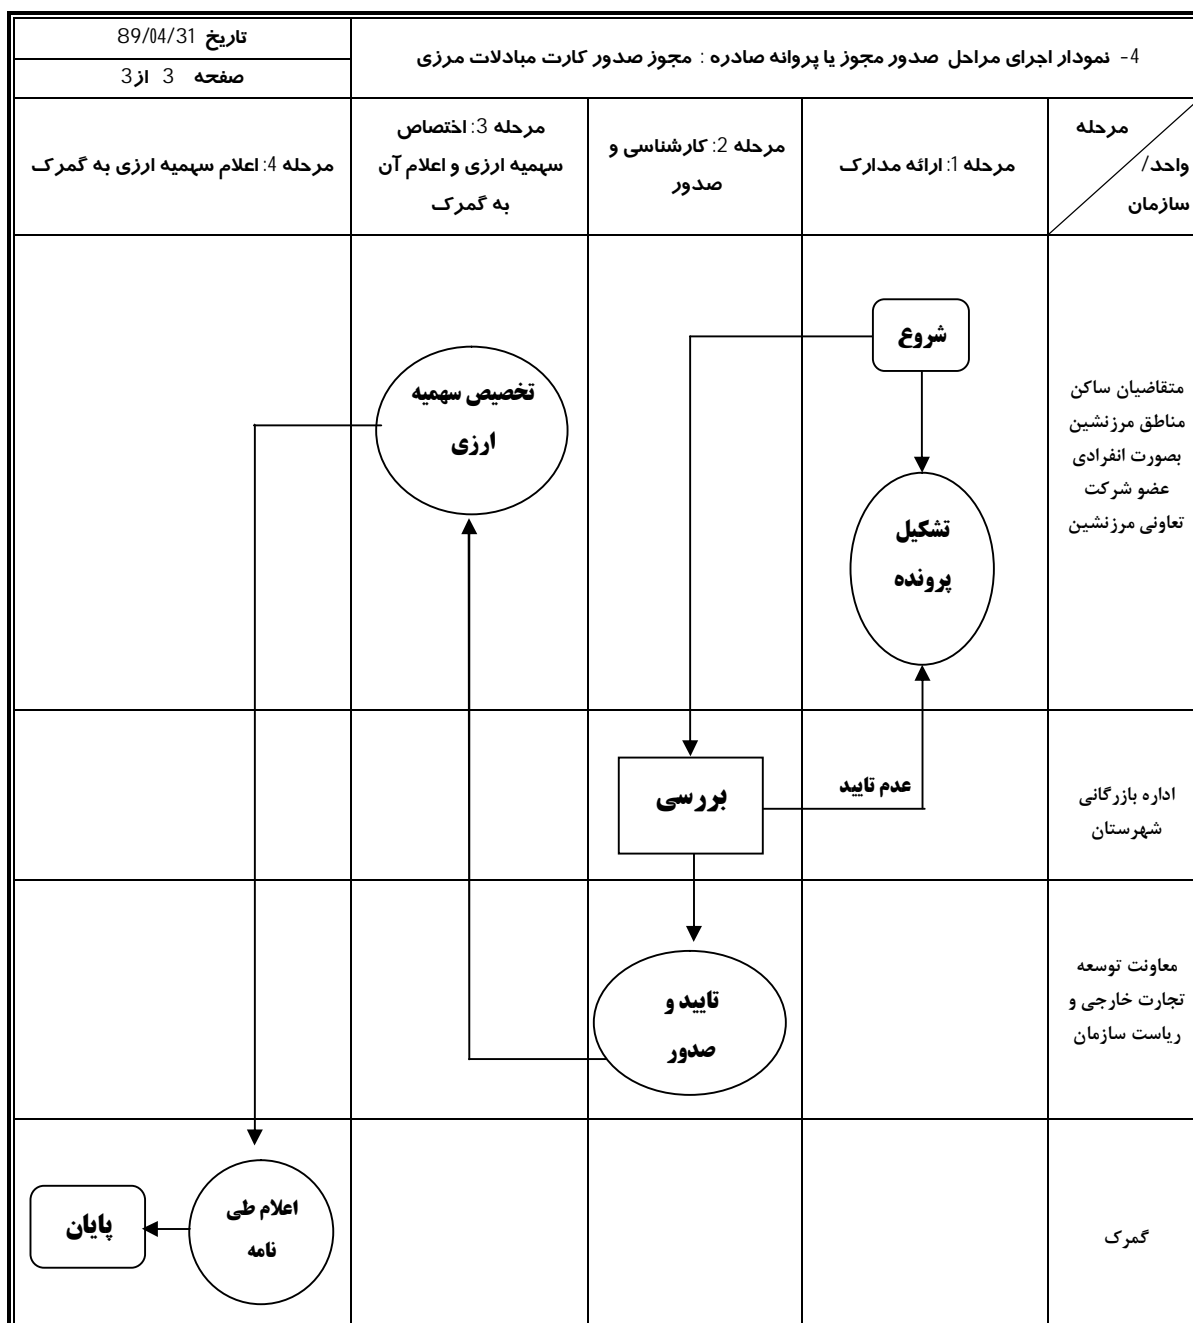 4- نمودار اجرای مراحل صدور مجوز یا پروانه صادره : مجوز صدور کارت مبادلات مرزی
تاریخ 89/04/31
صفحه 3 از 3
مرحله
واحد/
سازمان
مرحله 1: ارائه مدارک
مرحله 2: کارشناسی و
صدور
مرحله 3: اختصاص
سهمیه ارزی و اعلام آن
به گمرک
مرحله 4: اعلام سهمیه ارزی به گمرک
متقاضیان ساکن
مناطق مرزنشین
بصورت انفرادی
عضو شرکت
تعاونی مرزنشین
شروع
تشکیل
پرونده
تخصیص سهمیه
ارزی
اداره بازرگانی
شهرستان
عدم تایید
بررسی
معاونت توسعه
تجارت خارجی و
ریاست سازمان
تایید و
صدور
گمرک
اعلام طی
نامه
پایان